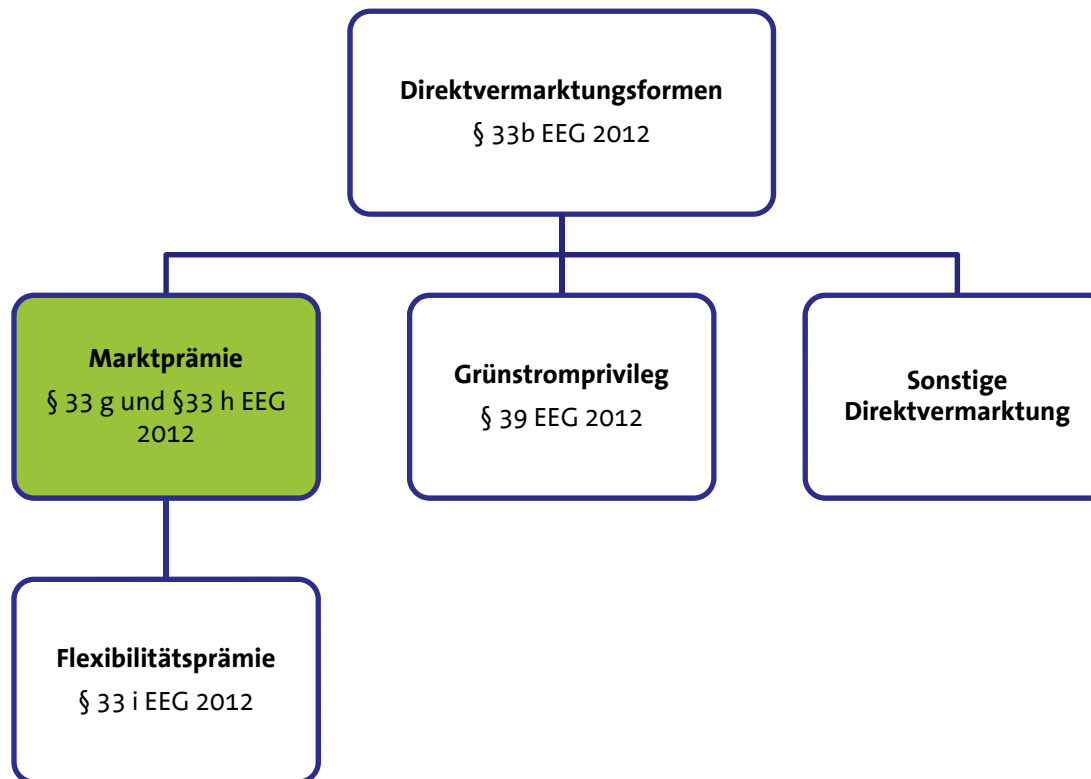 Direktvermarktungsformen
§ 33b EEG 2012
Marktprämie
§ 33 g und §33 h EEG
2012
Grünstromprivileg
§ 39 EEG 2012
Sonstige
Direktvermarktung
Flexibilitätsprämie
§ 33 i EEG 2012